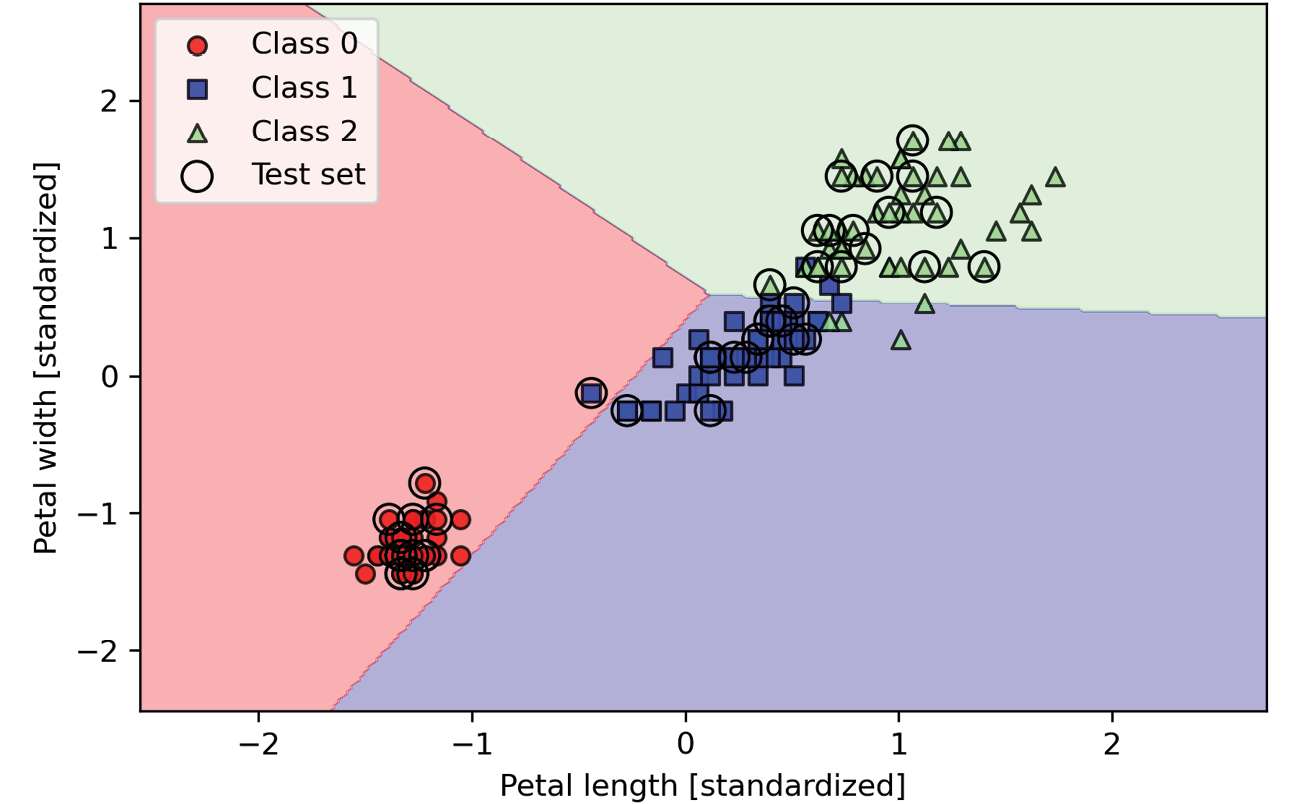 Class 0
Class 1
Class 2
Test set
2
1
0
−1
−2
Petal width [standardized]
−2
−1
0
1
2
Petal length [standardized]